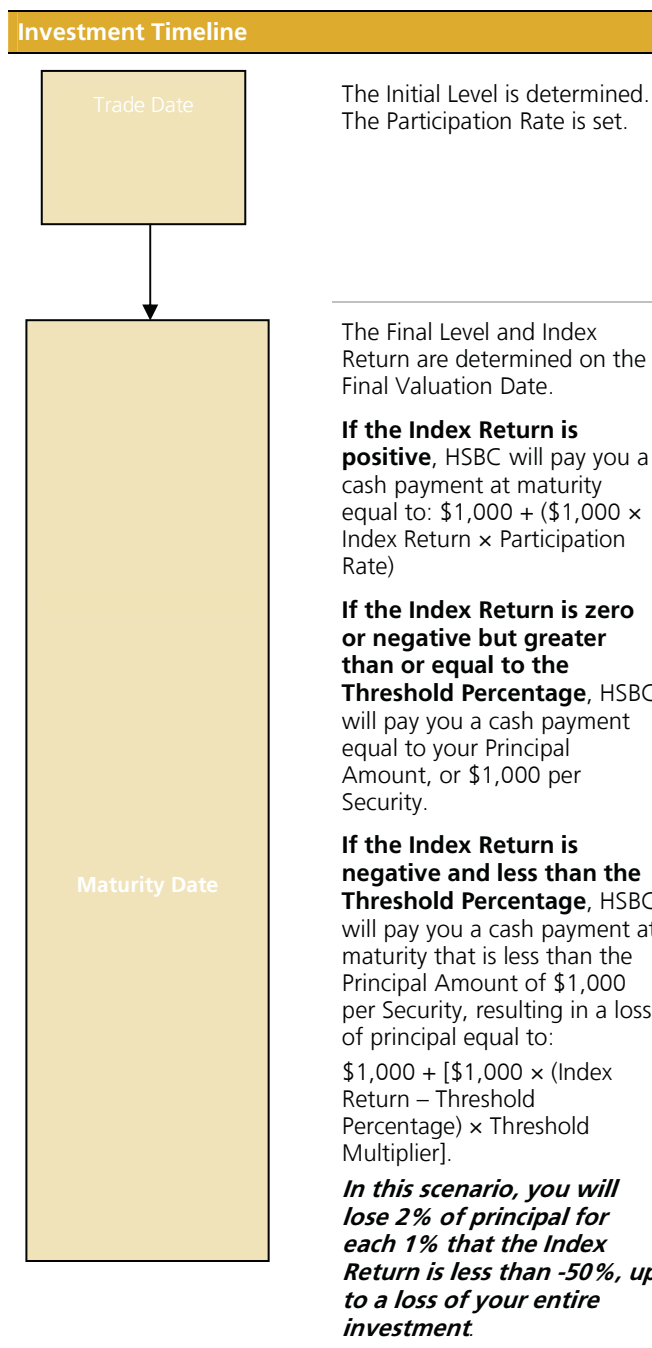 Investment Timeline
Trade Date
The Initial Level is determined.
The Participation Rate is set.
The Final Level and Index
Return are determined on the
Final Valuation Date.
If the Index Return is
positive, HSBC will pay you a
cash payment at maturity
equal to: $1,000 + ($1,000 ×
Index Return × Participation
Rate)
If the Index Return is zero
or negative but greater
than or equal to the
Threshold Percentage, HSBC
will pay you a cash payment
equal to your Principal
Amount, or $1,000 per
Security.
If the Index Return is
negative and less than the
Threshold Percentage, HSBC
will pay you a cash payment at
maturity that is less than the
Principal Amount of $1,000
per Security, resulting in a loss
of principal equal to:
$1,000 + [$1,000 × (Index
Return – Threshold
Percentage) × Threshold
Multiplier].
In this scenario, you will
lose 2% of principal for
each 1% that the Index
Return is less than -50%, up
to a loss of your entire
investment.
Maturity Date